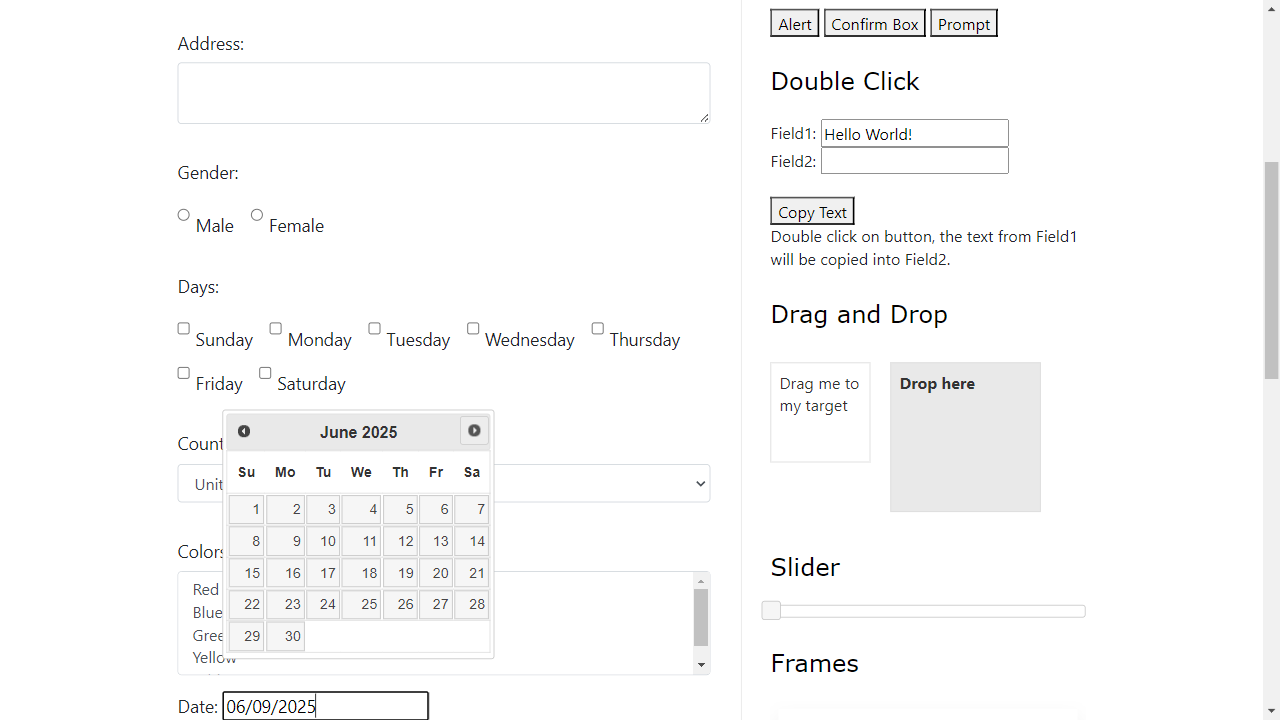 Address:
Gender:
Male Female
Days:
Sunday Monday Tuesday Wednesday Thursday
Friday Saturday
Count
Unit
June 2025
Su Mo Tu We Th Fr Sa
1 2 3 4 5 6 7
8 9 10 11 12 13 14
15 16 17 18 19 20 21
22 23 24 25 26 27 28
29 30
Colors
Red
Blue
Gree
Yellow
Date: 06/09/2025
Alert Confirm Box Prompt
Double Click
Field1: Hello World!
Field2:
Copy Text
Double click on button, the text from Field1
will be copied into Field2.
Drag and Drop
Drag me to
my target
Drop here
Slider
Frames